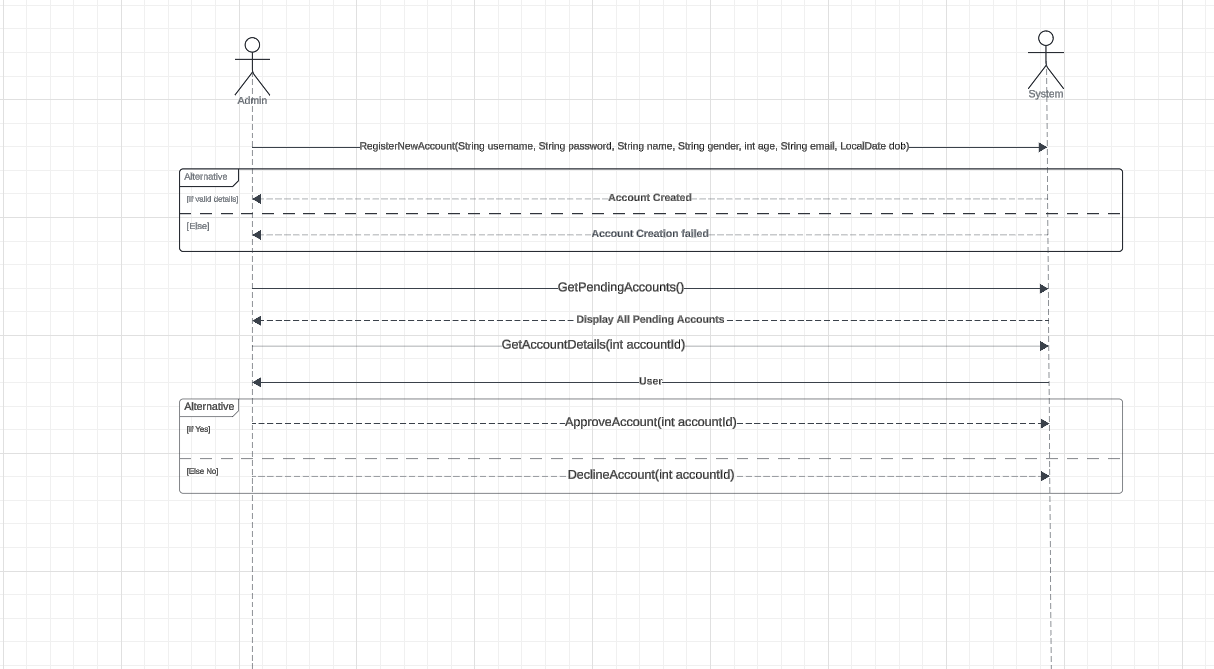 Admin
System
RegisterNewAccount(String username, String password, String name, String gender, int age, String email, LocalDate dob)
Alternative
[If valid details]
Account Created
[Else]
Account Creation failed
GetPendingAccounts()
Display All Pending Accounts
GetAccountDetails(int accountId)
User
Alternative
ApproveAccount(int accountId)
[If Yes]
[Else No]
DeclineAccount(int accountId)